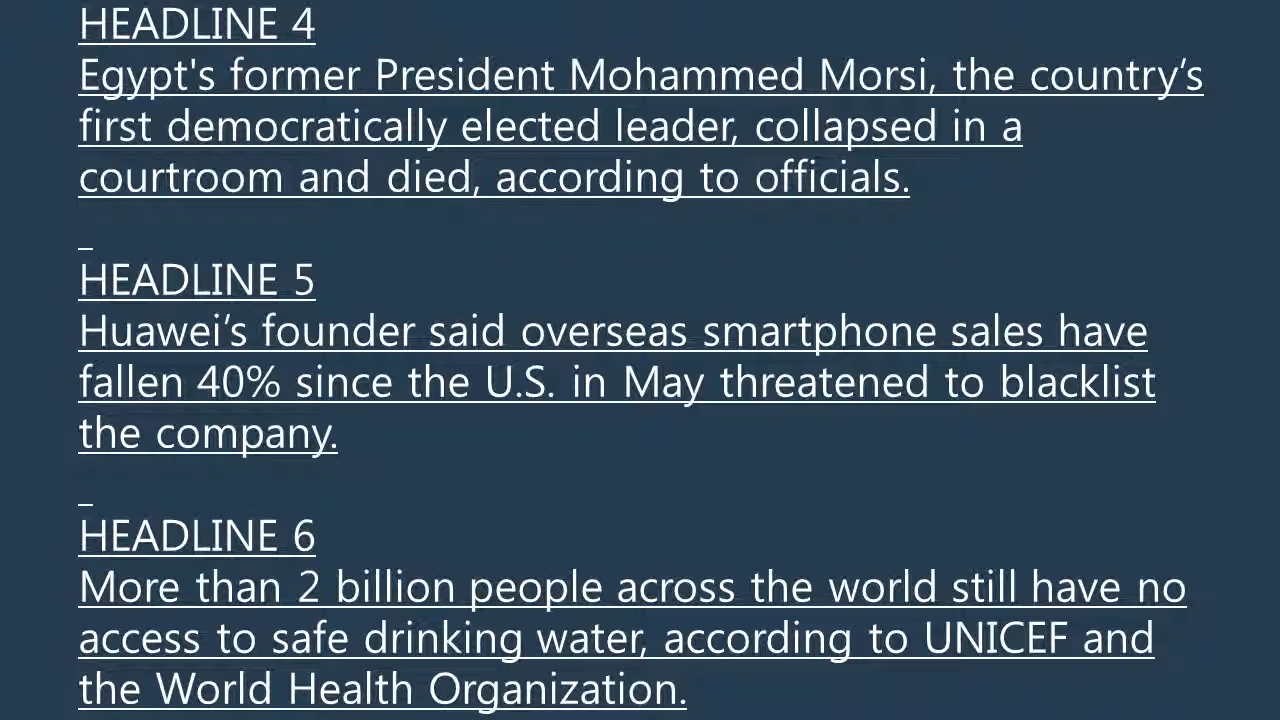 HEADLINE 4
Egypt's former President Mohammed Morsi, the country’s
first democratically elected leader, collapsed in a
courtroom and died, according to officials.
HEADLINE 5
Huawei’s founder said overseas smartphone sales have
fallen 40% since the U.S. in May threatened to blacklist
the company.
HEADLINE 6
More than 2 billion people across the world still have no
access to safe drinking water, according to UNICEF and
the World Health Organization.